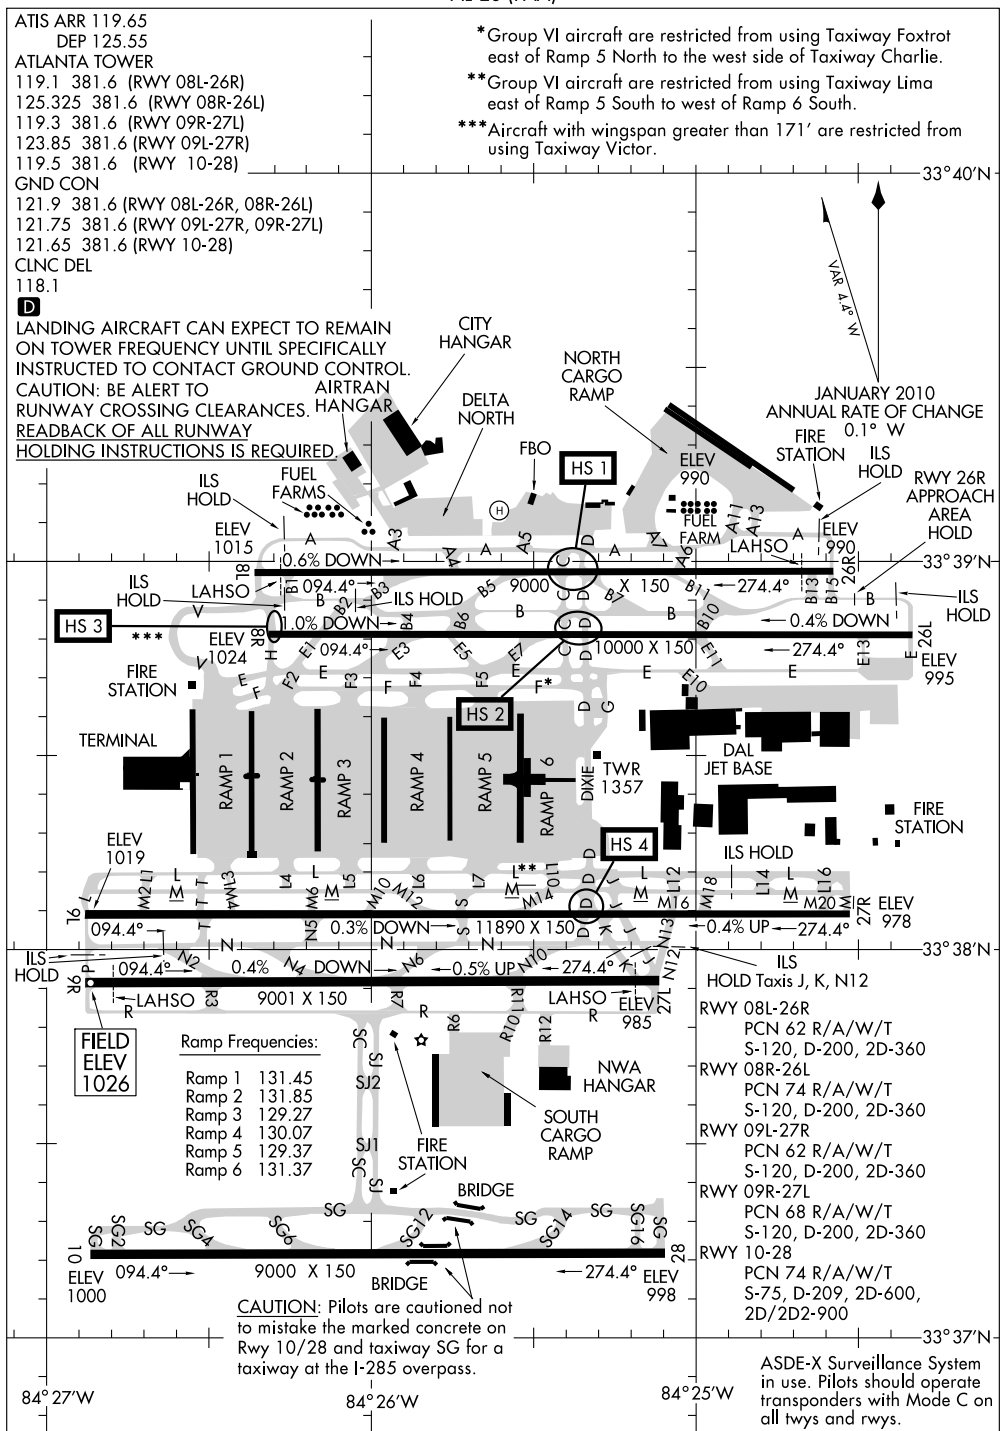 ATIS ARR 119.65
DEP 125.55
ATLANTA TOWER
119.1 381.6 (RWY 08L-26R)
125.325 381.6 (RWY 08R-26L)
119.3 381.6 (RWY 09R-27L)
123.85 381.6 (RWY 09L-27R)
119.5 381.6 (RWY 10-28)
GND CON
121.9 381.6 (RWY 08L-26R, 08R-26L)
121.75 381.6 (RWY 09L-27R, 09R-27L)
121.65 381.6 (RWY 10-28)
CLNC DEL
118.1
D
LANDING AIRCRAFT CAN EXPECT TO REMAIN
ON TOWER FREQUENCY UNTIL SPECIFICALLY
INSTRUCTED TO CONTACT GROUND CONTROL.
CAUTION: BE ALERT TO
RUNWAY CROSSING CLEARANCES.
READBACK OF ALL RUNWAY
HOLDING INSTRUCTIONS IS REQUIRED.
*Group VI aircraft are restricted from using Taxiway Foxtrot
east of Ramp 5 North to the west side of Taxiway Charlie.
**Group VI aircraft are restricted from using Taxiway Lima
east of Ramp 5 South to west of Ramp 6 South.
***Aircraft with wingspan greater than 171' are restricted from
using Taxiway Victor.
33°40'N
VAR 4.4° W
JANUARY 2010
ANNUAL RATE OF CHANGE
0.1° W
CITY
HANGAR
AIRTRAN
HANGAR
DELTA
NORTH
NORTH
CARGO
RAMP
FBO
HS 1
ELEV
990
FIRE
STATION
ILS
HOLD
RWY 26R
APPROACH
AREA
HOLD
ILS
HOLD
FUEL
FARMS
H
FUEL
FARM
A11
A13
A
ELEV
1015
A
A3
A4
A
A5
C
D
A
A7
A6
LAHSO
ELEV
990
33°39'N
0.6% DOWN
8L
26R
LAHSO
B1
094.4°
B3
B5
9000 X 150
B7
B11
274.4°
B13
B15
B
ILS
HOLD
ILS
HOLD
V
B
B2
ILS HOLD
B4
B6
B
C
D
B
B10
HS 3
***
1.0% DOWN
0.4% DOWN
8R
26L
ELEV
1024
H
E1
094.4°
E3
E5
E7
C
D
10000 X 150
E11
274.4°
E13
E
ELEV
995
FIRE
STATION
V
E
F
F2
E
F3
F
F4
F5
F*
E
E10
E
HS 2
D
G
TERMINAL
RAMP 1
RAMP 2
RAMP 3
RAMP 4
RAMP 5
RAMP 6
DIXIE
TWR
1357
DAL
JET BASE
FIRE
STATION
HS 4
ILS HOLD
ELEV
1019
L
M2
L1
M
T
L3
M4
L4
L
M6
M
L5
M10
M12
L6
L7
S
L**
M
M14
L10
D
L
M
L12
M16
M18
L14
L
M
L16
M20
M
9L
27R
ELEV
978
094.4°
T
N
N5
0.3% DOWN
N
S
N
11890 X 150
D
J
K
N13
0.4% UP
274.4°
33°38'N
ILS
HOLD
P
N2
N4
N6
N10
J
K
L
N12
ILS
HOLD Taxis J, K, N12
9R
094.4°
0.4% DOWN
0.5% UP
274.4°
27L
LAHSO
R
R3
9001 X 150
R7
R11
LAHSO
R
ELEV
985
FIELD
ELEV
1026
R6
R10
R12
Ramp Frequencies:
Ramp 1 131.45
Ramp 2 131.85
Ramp 3 129.27
Ramp 4 130.07
Ramp 5 129.37
Ramp 6 131.37
SC
SJ
SJ2
SJ1
SC
SJ
FIRE
STATION
NWA
HANGAR
SOUTH
CARGO
RAMP
BRIDGE
SG
SG2
SG
SG4
SG6
SG
SG12
SG
SG14
SG
SG16
SG
10
28
ELEV
1000
094.4°
9000 X 150
BRIDGE
274.4°
ELEV
998
CAUTION: Pilots are cautioned not
to mistake the marked concrete on
Rwy 10/28 and taxiway SG for a
taxiway at the I-285 overpass.
RWY 08L-26R
PCN 62 R/A/W/T
S-120, D-200, 2D-360
RWY 08R-26L
PCN 74 R/A/W/T
S-120, D-200, 2D-360
RWY 09L-27R
PCN 62 R/A/W/T
S-120, D-200, 2D-360
RWY 09R-27L
PCN 68 R/A/W/T
S-120, D-200, 2D-360
RWY 10-28
PCN 74 R/A/W/T
S-75, D-209, 2D-600,
2D/2D2-900
33°37'N
ASDE-X Surveillance System
in use. Pilots should operate
transponders with Mode C on
all twys and rwys.
84°27'W
84°26'W
84°25'W